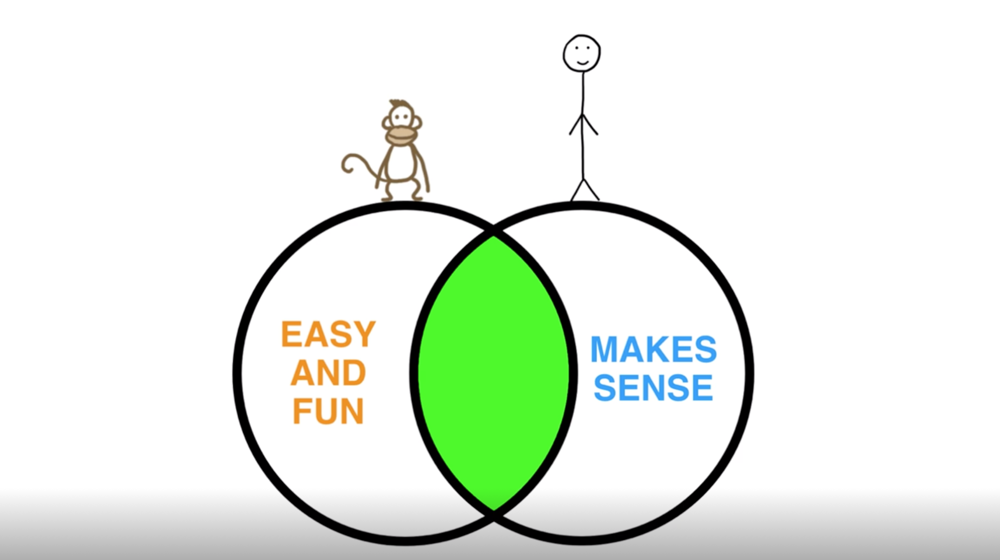 EASY
AND
FUN
MAKES
SENSE